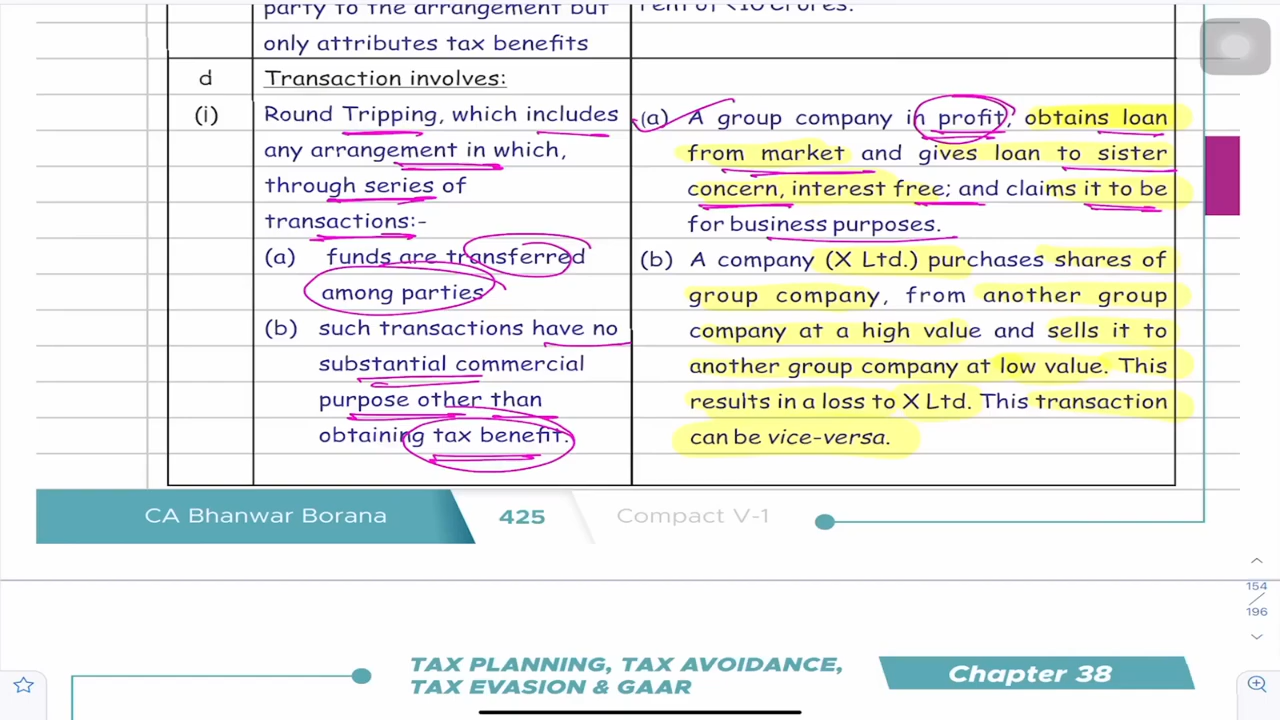 party to the arrangement but
only attributes tax benefits
rent of ₹10 crores.
d
Transaction involves:
(i)
Round Tripping, which includes
any arrangement in which,
through series of
transactions:-
(a) funds are transferred
among parties
(b) such transactions have no
substantial commercial
purpose other than
obtaining tax benefit.
(a) A group company in profit, obtains loan
from market and gives loan to sister
concern, interest free; and claims it to be
for business purposes.
(b) A company (X Ltd.) purchases shares of
group company, from another group
company at a high value and sells it to
another group company at low value. This
results in a loss to X Ltd. This transaction
can be vice-versa.
CA Bhanwar Borana
425
Compact V-1
154
196
TAX PLANNING, TAX AVOIDANCE,
TAX EVASION & GAAR
Chapter 38